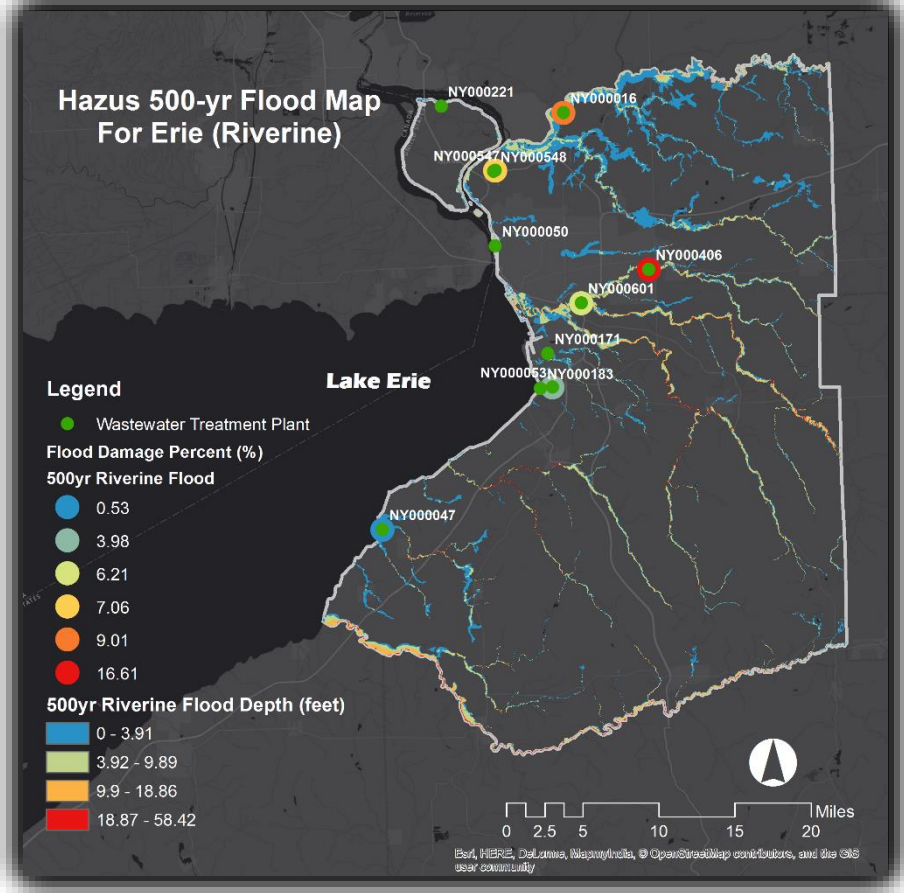 Hazus 500-yr Flood Map
For Erie (Riverine)
NY000221
NY000016
NY000547
NY000548
NY000050
NY000406
NY000601
NY000171
NY000053
NY000183
Lake Erie
NY000047
Legend
Wastewater Treatment Plant
Flood Damage Percent (%)
500yr Riverine Flood
0.53
3.98
6.21
7.06
9.01
16.61
500yr Riverine Flood Depth (feet)
0 - 3.91
3.92 - 9.89
9.9 - 18.86
18.87 - 58.42
Miles
0 2.5 5 10 15 20
Esri, HERE, DeLorme, MapmyIndia, © OpenStreetMap contributors, and the GIS
user community